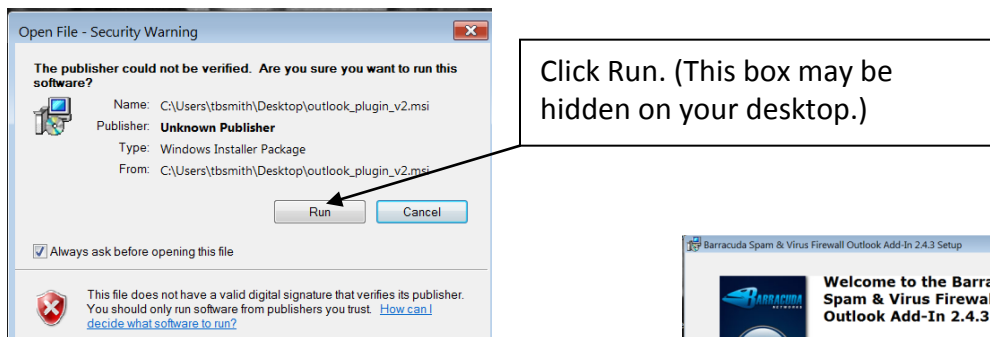 Open File - Security Warning
The publisher could not be verified. Are you sure you want to run this
software?
Name: C:\Users\tbsmith\Desktop\outlook_plugin_v2.msi
Publisher: Unknown Publisher
Type: Windows Installer Package
From: C:\Users\tbsmith\Desktop\outlook_plugin_v2.msi
Run Cancel
Always ask before opening this file
This file does not have a valid digital signature that verifies its publisher.
You should only run software from publishers you trust. How can I
decide what software to run?
Click Run. (This box may be
hidden on your desktop.)
Barracuda Spam & Virus Firewall Outlook Add-In 2.4.3 Setup
BARRACUDA
NETWORKS
Welcome to the Barra
Spam & Virus Firewal
Outlook Add-In 2.4.3